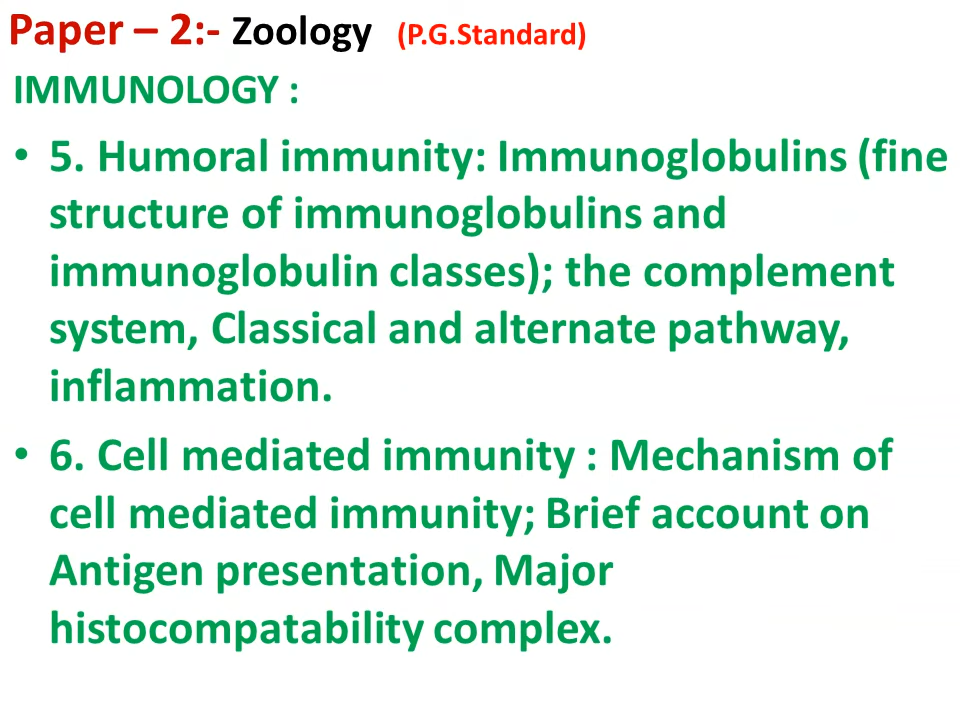 Paper – 2:- Zoology (P.G.Standard)
IMMUNOLOGY :
• 5. Humoral immunity: Immunoglobulins (fine
structure of immunoglobulins and
immunoglobulin classes); the complement
system, Classical and alternate pathway,
inflammation.
• 6. Cell mediated immunity : Mechanism of
cell mediated immunity; Brief account on
Antigen presentation, Major
histocompatability complex.